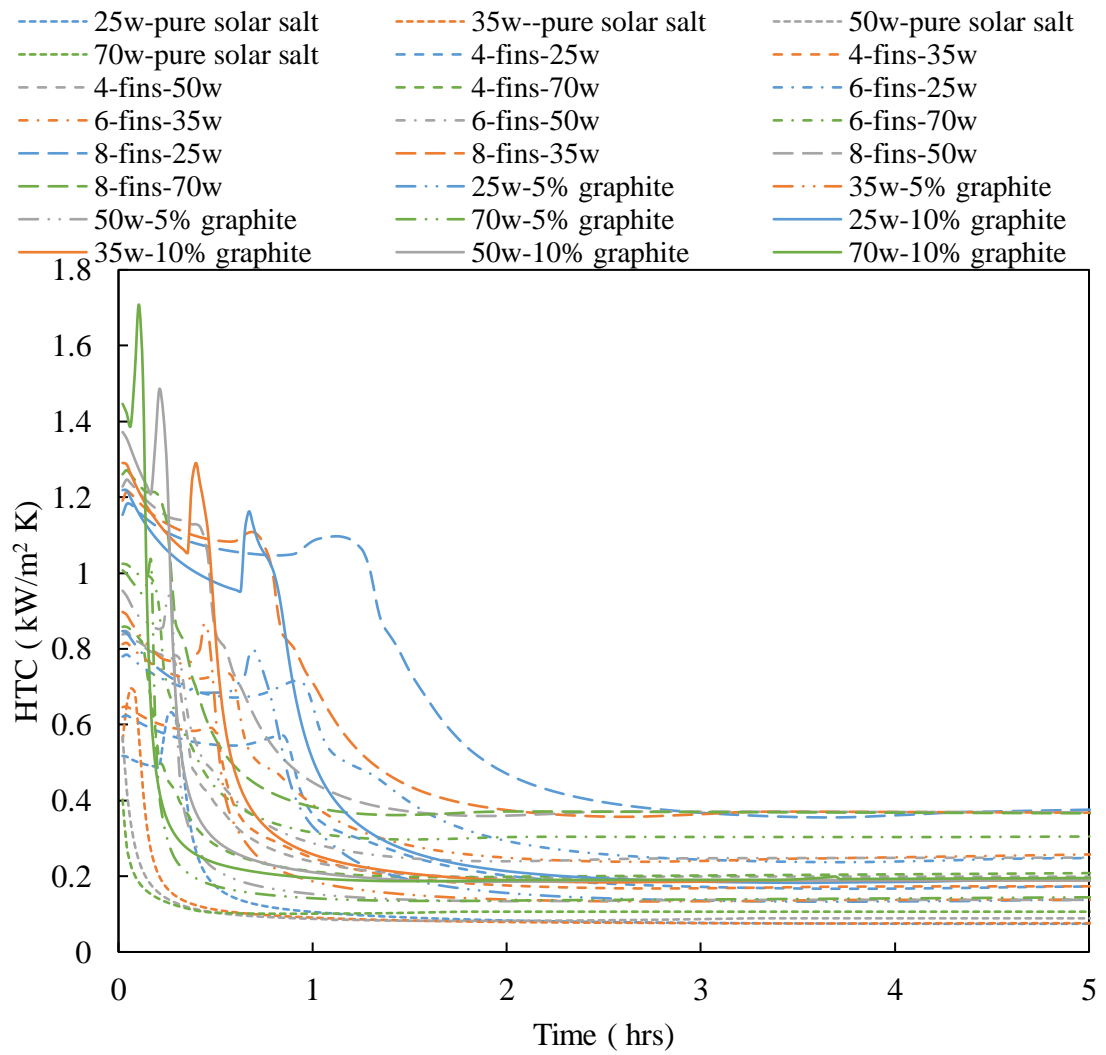 25w-pure solar salt 35w--pure solar salt 50w-pure solar salt
70w-pure solar salt 4-fins-25w 4-fins-35w
4-fins-50w 4-fins-70w 6-fins-25w
6-fins-35w 6-fins-50w 6-fins-70w
8-fins-25w 8-fins-35w 8-fins-50w
8-fins-70w 25w-5% graphite 35w-5% graphite
50w-5% graphite 70w-5% graphite 25w-10% graphite
35w-10% graphite 50w-10% graphite 70w-10% graphite
1.8
1.6
1.4
1.2
1
0.8
0.6
0.4
0.2
0
HTC ( kW/m² K)
0 1 2 3 4 5
Time ( hrs)